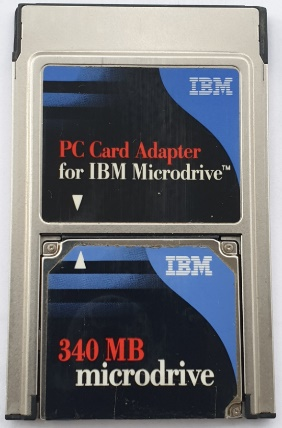 IBM
PC Card Adapter
for IBM Microdrive™
IBM
340 MB
microdrive